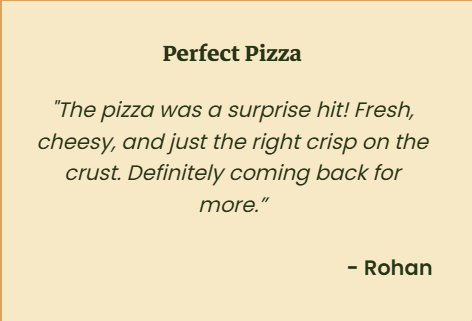 Perfect Pizza
"The pizza was a surprise hit! Fresh,
cheesy, and just the right crisp on the
crust. Definitely coming back for
more.”
- Rohan